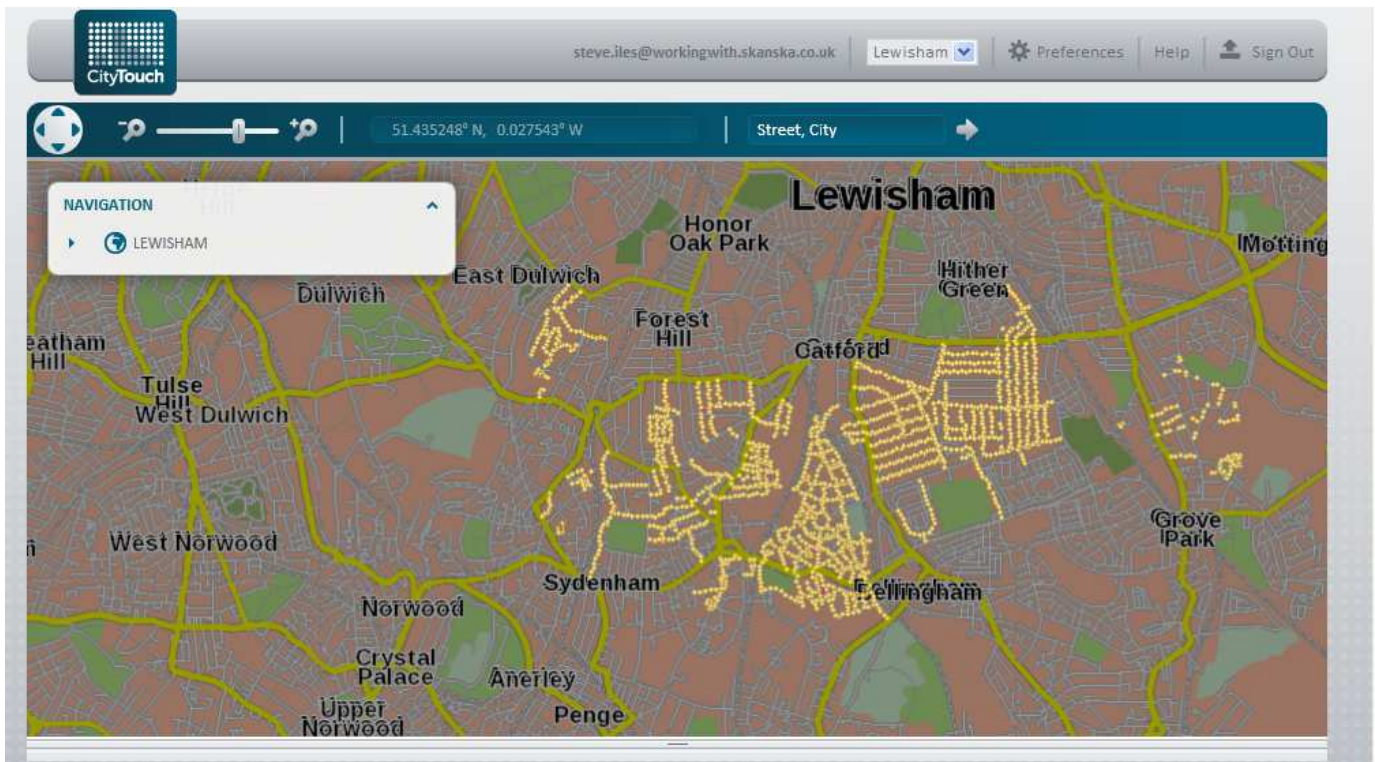 CityTouch
steve.iles@workingwith.skanska.co.uk
Lewisham
Preferences
Help
Sign Out
51.435248° N, 0.027543° W
Street, City
NAVIGATION
LEWISHAM
Lewisham
Honor
Oak Park
Motting
East Dulwich
Hither
Green
Dulwich
Forest
Hill
eatham
Hill
Catford
Tulse
Hill
West Dulwich
Grove
Park
West Norwood
Sydenham
Bellingham
Norwood
Crystal
Palace
Anerley
Upper
Norwood
Penge